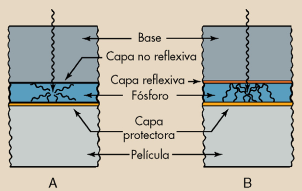 Base
Capa no reflexiva
Capa reflexiva
Fósforo
Capa
protectora
Película
A
B